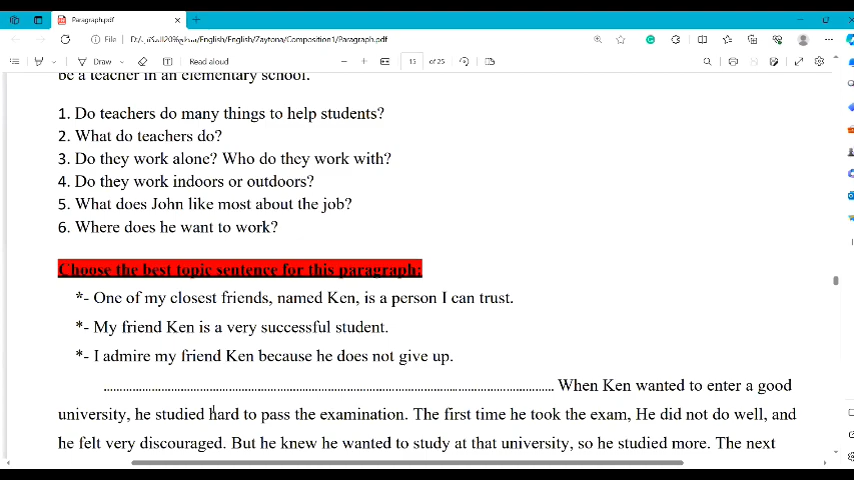 Paragraph.pdf
File
English/English/Zaytona/Composition1/Paragraph.pdf
Draw
Read aloud
15 of 25
be a teacher in an elementary school.
1. Do teachers do many things to help students?
2. What do teachers do?
3. Do they work alone? Who do they work with?
4. Do they work indoors or outdoors?
5. What does John like most about the job?
6. Where does he want to work?
Choose the best topic sentence for this paragraph:
*- One of my closest friends, named Ken, is a person I can trust.
*- My friend Ken is a very successful student.
*- I admire my friend Ken because he does not give up.
............................................................ When Ken wanted to enter a good
university, he studied hard to pass the examination. The first time he took the exam, He did not do well, and
he felt very discouraged. But he knew he wanted to study at that university, so he studied more. The next